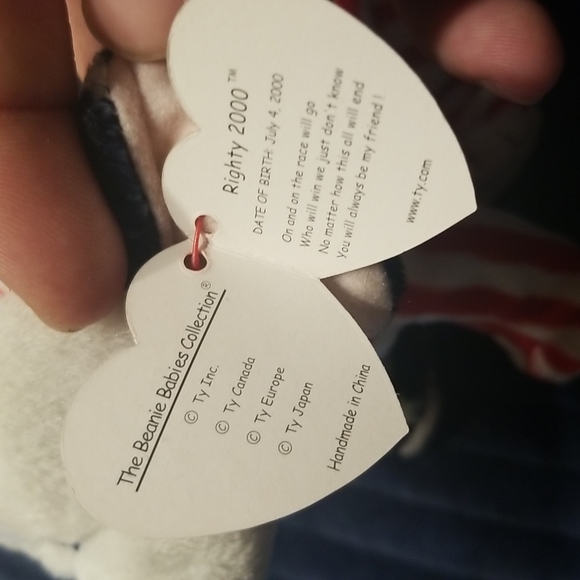 The Beanie Babies Collection®
© Ty Inc.
© Ty Canada
© Ty Europe
© Ty Japan
Handmade in China
Righty 2000™
DATE OF BIRTH: July 4, 2000
On and on the race will go
Who will win we just don't know
No matter how this all will end
You will always be my friend!
www.ty.com